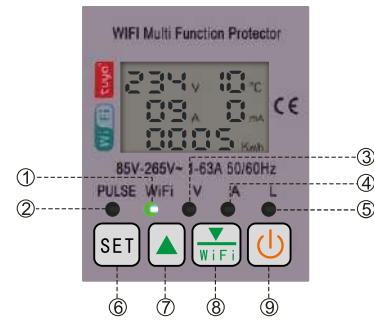 WIFI Multi Function Protector
tuya
WiFi
234 V 10 °C
09 A 0 mA
0005 Kwh
CE
85V-265V~ 1-63A 50/60Hz
① ③
PULSE WiFi V A L
② ④ ⑤
SET WiFi
⑥ ⑦ ⑧ ⑨